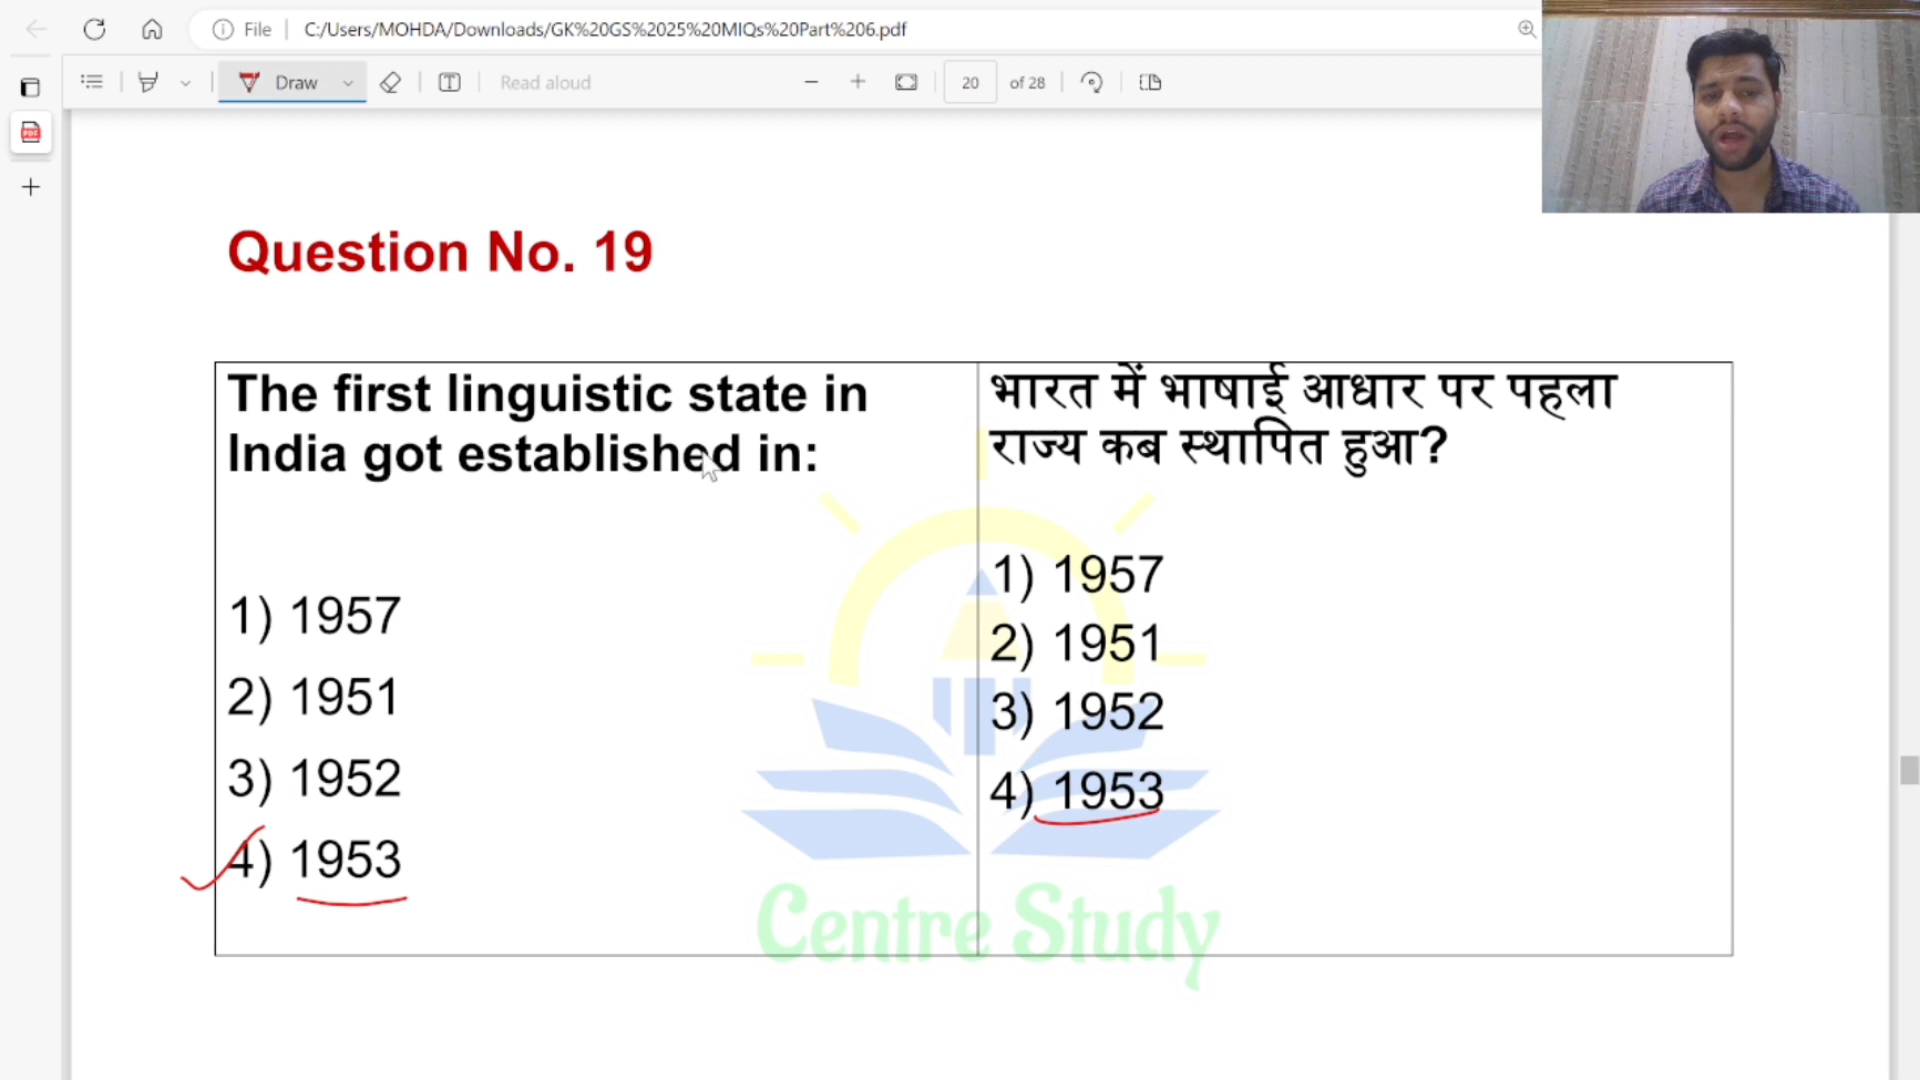 File
C:/Users/MOHDA/Downloads/GK%20GS%2025%20MIQs%20Part%206.pdf
Draw
Read aloud
20
of 28
Question No. 19
The first linguistic state in
India got established in:
1) 1957
2) 1951
3) 1952
4) 1953
भारत में भाषाई आधार पर पहला
राज्य कब स्थापित हुआ?
1) 1957
2) 1951
3) 1952
4) 1953
Centre Study